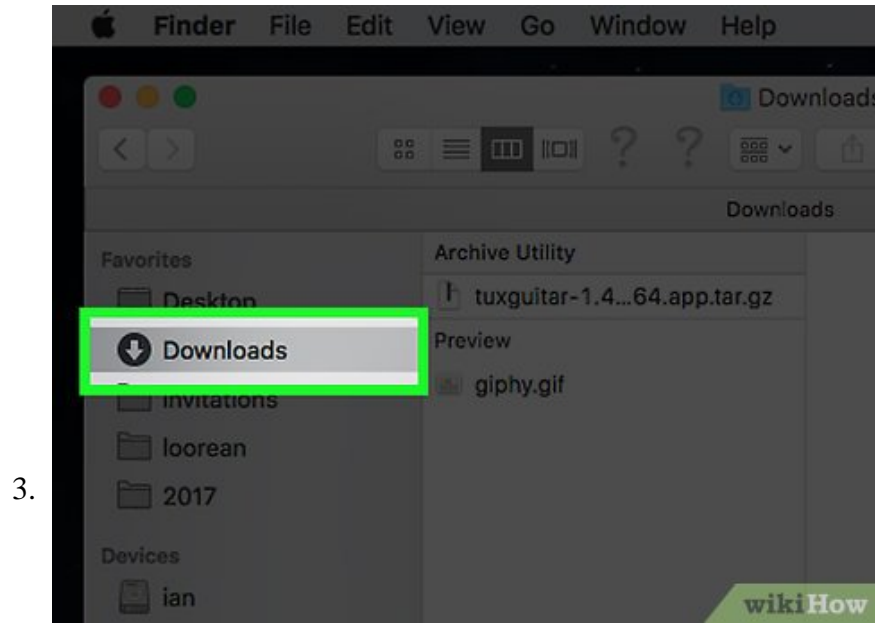 Finder File Edit View Go Window Help
Downloads
? ?
Downloads
Favorites
Archive Utility
Desktop
tuxguitar-1.4...64.app.tar.gz
Downloads
Preview
invitations
giphy.gif
loorean
3.
2017
Devices
ian
wikiHow